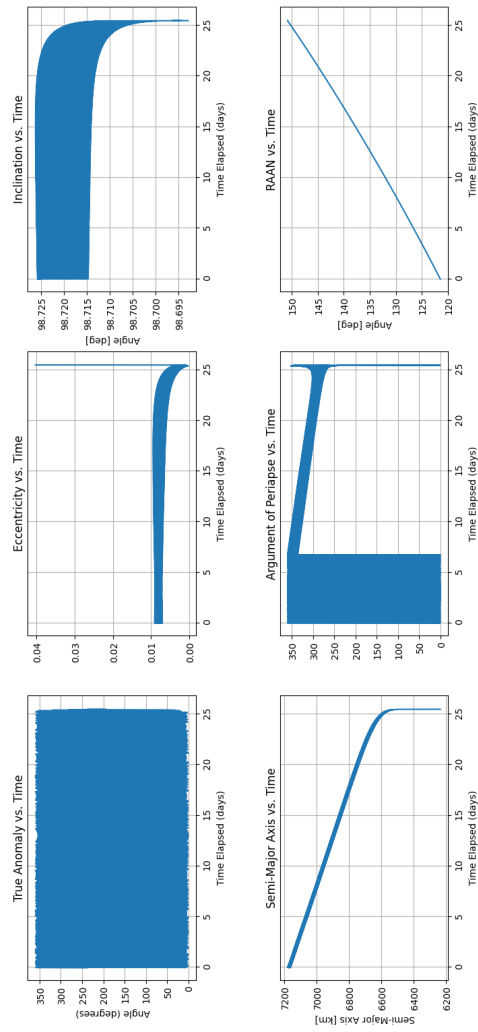 True Anomaly vs. Time
Angle (degrees)
350
300
250
200
150
100
50
0
0 5 10 15 20 25
Time Elapsed (days)
Eccentricity vs. Time
0.04
0.03
0.02
0.01
0.00
0 5 10 15 20 25
Time Elapsed (days)
Inclination vs. Time
Angle [deg]
98.725
98.720
98.715
98.710
98.705
98.700
98.695
0 5 10 15 20 25
Time Elapsed (days)
Semi-Major Axis vs. Time
Semi-Major Axis [km]
7200
7000
6800
6600
6400
6200
0 5 10 15 20 25
Time Elapsed (days)
Argument of Periapse vs. Time
350
300
250
200
150
100
50
0
0 5 10 15 20 25
Time Elapsed (days)
RAAN vs. Time
Angle [deg]
150
145
140
135
130
125
120
0 5 10 15 20 25
Time Elapsed (days)